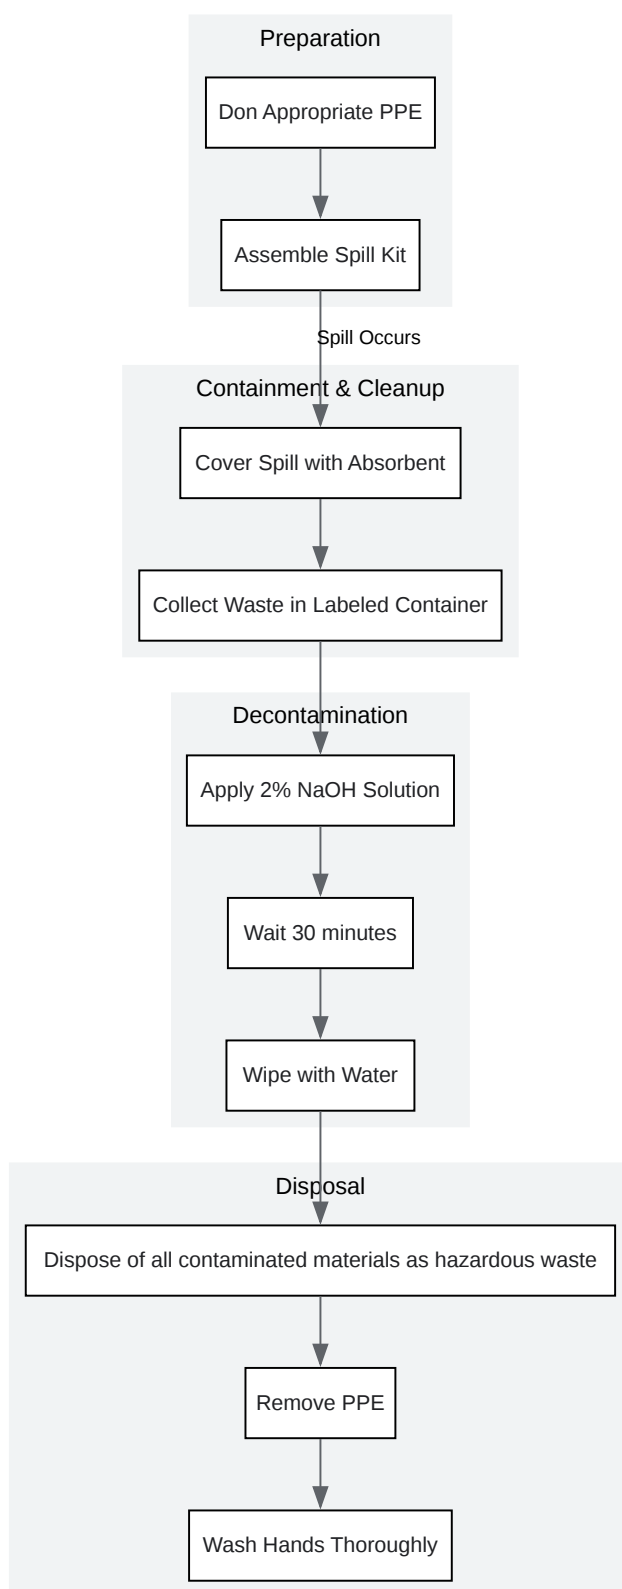 Preparation
Don Appropriate PPE
Assemble Spill Kit
Spill Occurs
Containment & Cleanup
Cover Spill with Absorbent
Collect Waste in Labeled Container
Decontamination
Apply 2% NaOH Solution
Wait 30 minutes
Wipe with Water
Disposal
Dispose of all contaminated materials as hazardous waste
Remove PPE
Wash Hands Thoroughly